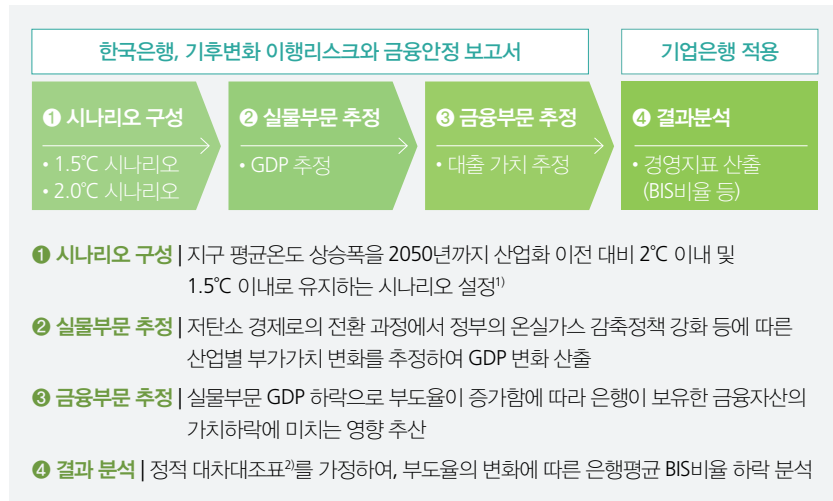 한국은행, 기후변화 이행리스크와 금융안정 보고서
기업은행 적용
❶ 시나리오 구성
• 1.5℃ 시나리오
• 2.0℃ 시나리오
❷ 실물부문 추정
• GDP 추정
❸ 금융부문 추정
• 대출 가치 추정
❹ 결과분석
• 경영지표 산출
(BIS비율 등)
❶ 시나리오 구성 | 지구 평균온도 상승폭을 2050년까지 산업화 이전 대비 2℃ 이내 및
1.5℃ 이내로 유지하는 시나리오 설정1)
❷ 실물부문 추정 | 저탄소 경제로의 전환 과정에서 정부의 온실가스 감축정책 강화 등에 따른
산업별 부가가치 변화를 추정하여 GDP 변화 산출
❸ 금융부문 추정 | 실물부문 GDP 하락으로 부도율이 증가함에 따라 은행이 보유한 금융자산의
가치하락에 미치는 영향 추산
❹ 결과 분석 | 정적 대차대조표2)를 가정하여, 부도율의 변화에 따른 은행평균 BIS비율 하락 분석